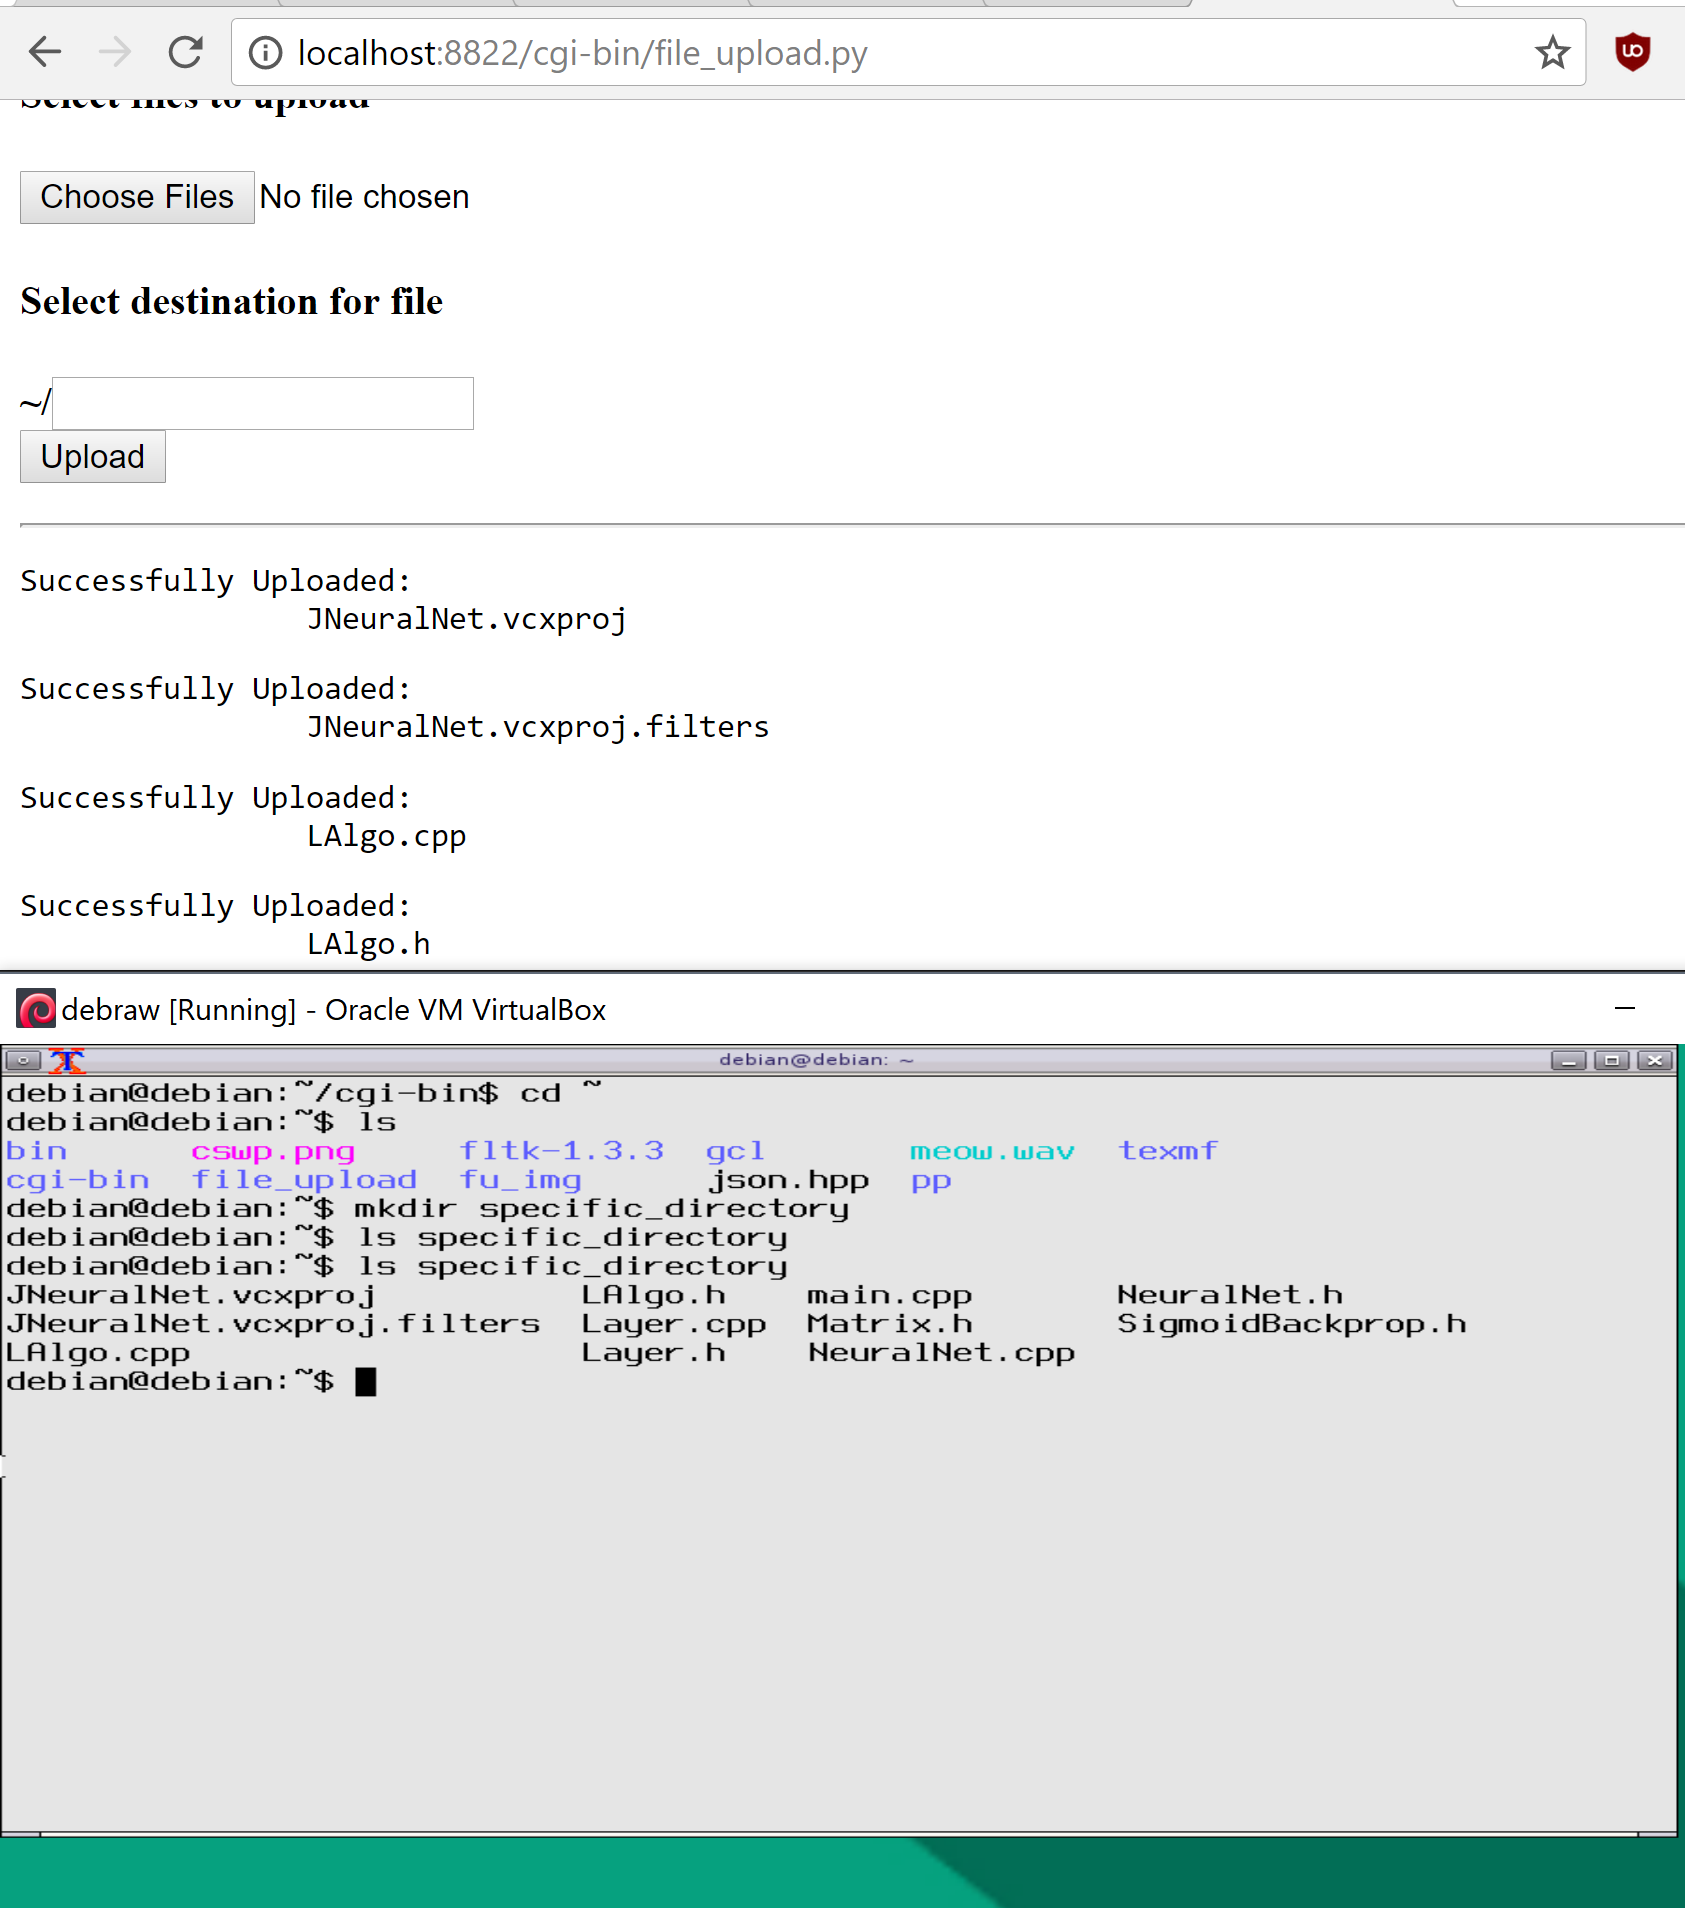 localhost:8822/cgi-bin/file_upload.py
Select files to upload
Choose Files No file chosen
Select destination for file
~/
Upload
Successfully Uploaded:
JNeuralNet.vcxproj
Successfully Uploaded:
JNeuralNet.vcxproj.filters
Successfully Uploaded:
LAlgo.cpp
Successfully Uploaded:
LAlgo.h
debraw [Running] - Oracle VM VirtualBox
debian@debian: ~
debian@debian:~/cgi-bin$ cd ~
debian@debian:~$ ls
bin cswp.png fltk-1.3.3 gcl meow.wav texmf
cgi-bin file_upload fu_img json.hpp pp
debian@debian:~$ mkdir specific_directory
debian@debian:~$ ls specific_directory
debian@debian:~$ ls specific_directory
JNeuralNet.vcxproj LAlgo.h main.cpp NeuralNet.h
JNeuralNet.vcxproj.filters Layer.cpp Matrix.h SigmoidBackprop.h
LAlgo.cpp Layer.h NeuralNet.cpp
debian@debian:~$